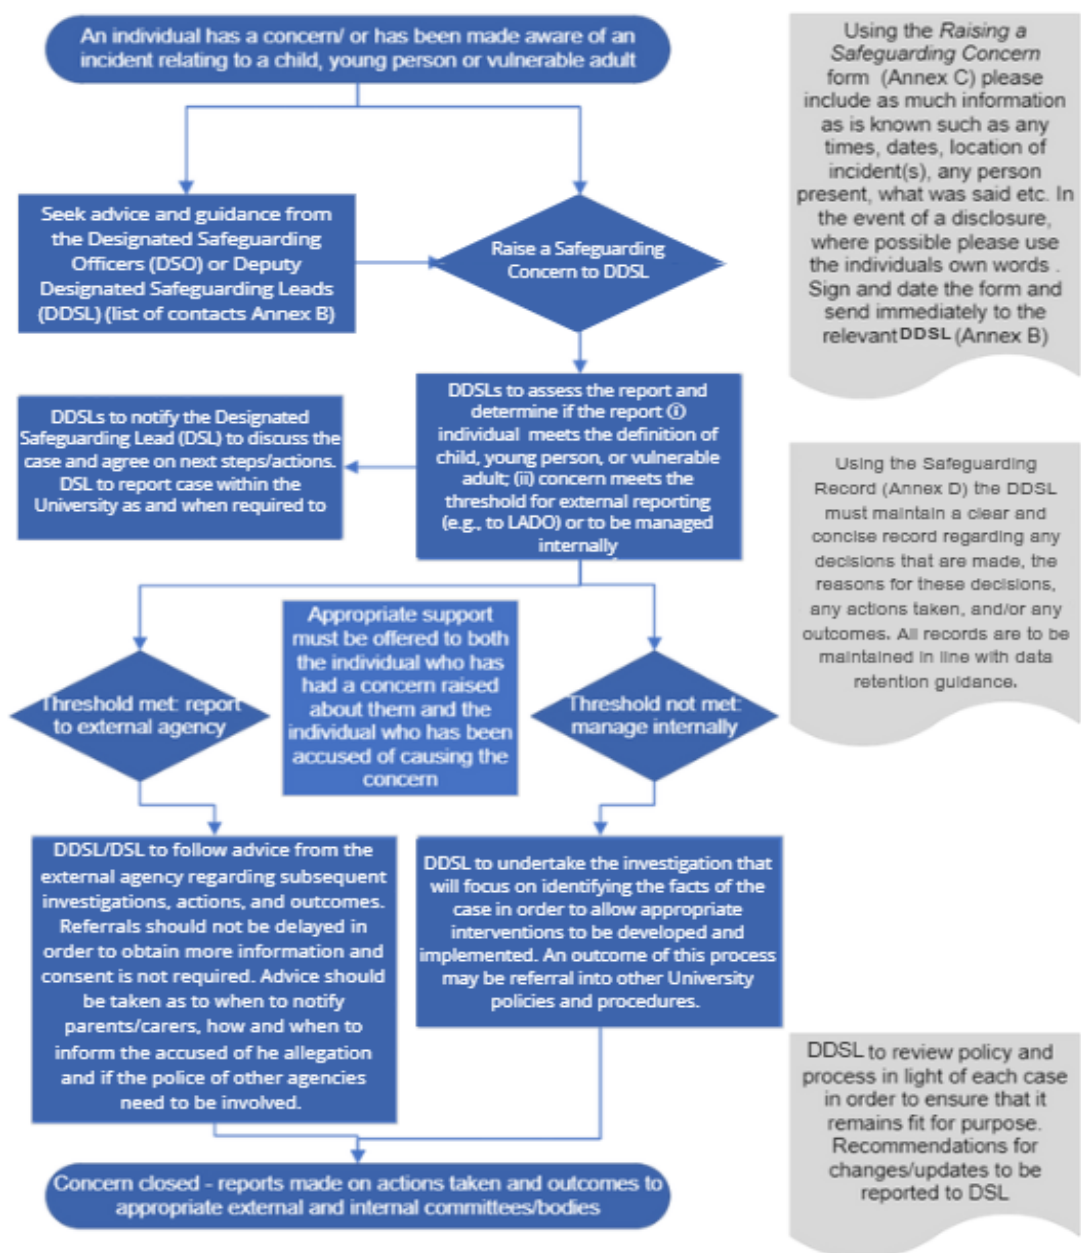 An individual has a concern/ or has been made aware of an
incident relating to a child, young person or vulnerable adult
Using the Raising a
Safeguarding Concern
form (Annex C) please
include as much information
as is known such as any
times, dates, location of
incident(s), any person
present, what was said etc. In
the event of a disclosure,
where possible please use
the individuals own words .
Sign and date the form and
send immediately to the
relevant DDSL (Annex B)
Seek advice and guidance from
the Designated Safeguarding
Officers (DSO) or Deputy
Designated Safeguarding Leads
(DDSL) (list of contacts Annex B)
Raise a Safeguarding
Concern to DDSL
DDSLs to notify the Designated
Safeguarding Lead (DSL) to discuss the
case and agree on next steps/actions.
DSL to report case within the
University as and when required to
DDSLs to assess the report and
determine if the report (i)
individual meets the definition of
child, young person, or vulnerable
adult; (ii) concern meets the
threshold for external reporting
(e.g., to LADO) or to be managed
internally
Using the Safeguarding
Record (Annex D) the DDSL
must maintain a clear and
concise record regarding any
decisions that are made, the
reasons for these decisions,
any actions taken, and/or any
outcomes. All records are to be
maintained in line with data
retention guidance.
Threshold met: report
to external agency
Appropriate support
must be offered to both
the individual who has
had a concern raised
about them and the
individual who has been
accused of causing the
concern
Threshold not met:
manage internally
DDSL/DSL to follow advice from the
external agency regarding subsequent
investigations, actions, and outcomes.
Referrals should not be delayed in
order to obtain more information and
consent is not required. Advice should
be taken as to when to notify
parents/carers, how and when to
inform the accused of he allegation
and if the police of other agencies
need to be involved.
DDSL to undertake the investigation that
will focus on identifying the facts of the
case in order to allow appropriate
interventions to be developed and
implemented. An outcome of this process
may be referral into other University
policies and procedures.
DDSL to review policy and
process in light of each case
in order to ensure that it
remains fit for purpose.
Recommendations for
changes/updates to be
reported to DSL
Concern closed - reports made on actions taken and outcomes to
appropriate external and internal committees/bodies